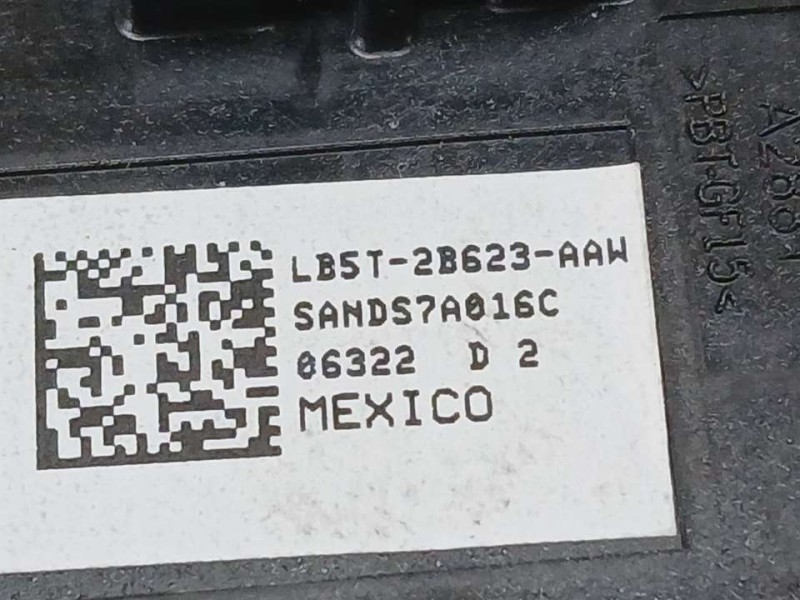 LB5T-2B623-AAW
SANDS7A016C
06322 D 2
MEXICO
>PBT-GF15<